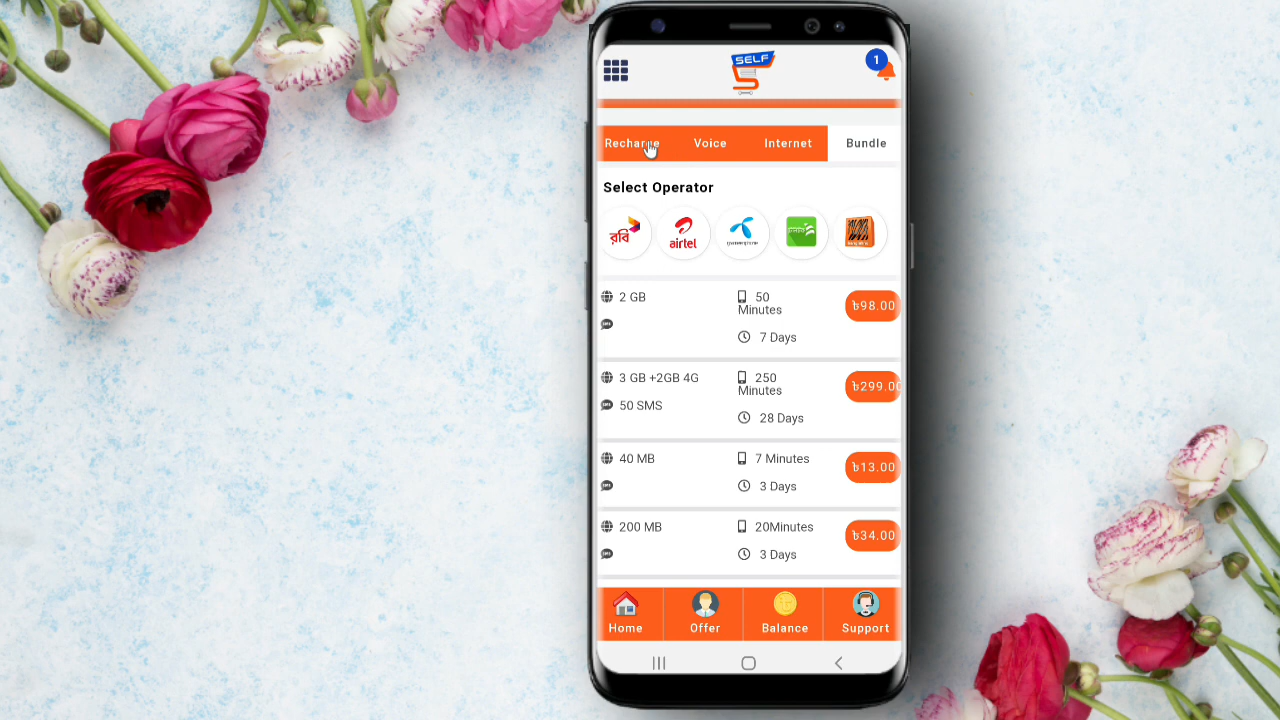 SELF
1
Recharge Voice Internet Bundle
Select Operator
রবি
airtel
2 GB
50
Minutes
৳98.00
7 Days
3 GB +2GB 4G
250
Minutes
৳299.00
50 SMS
28 Days
40 MB
7 Minutes
৳13.00
3 Days
200 MB
20Minutes
৳34.00
3 Days
Home Offer Balance Support